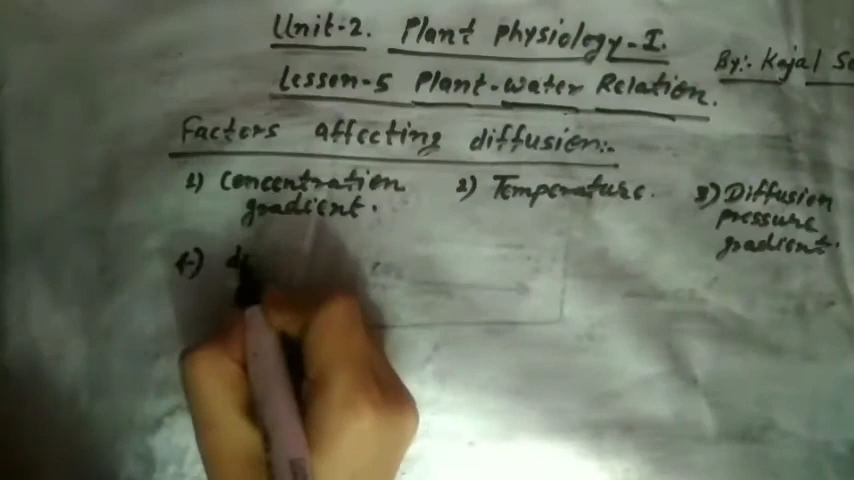 Unit-2. Plant Physiology-I.
By:- Kajal
Lesson-5 Plant-water Relation.
Factors affecting diffusion:-
1) Concentration gradient.
2) Temperature.
3) Diffusion pressure gradient.
4) d